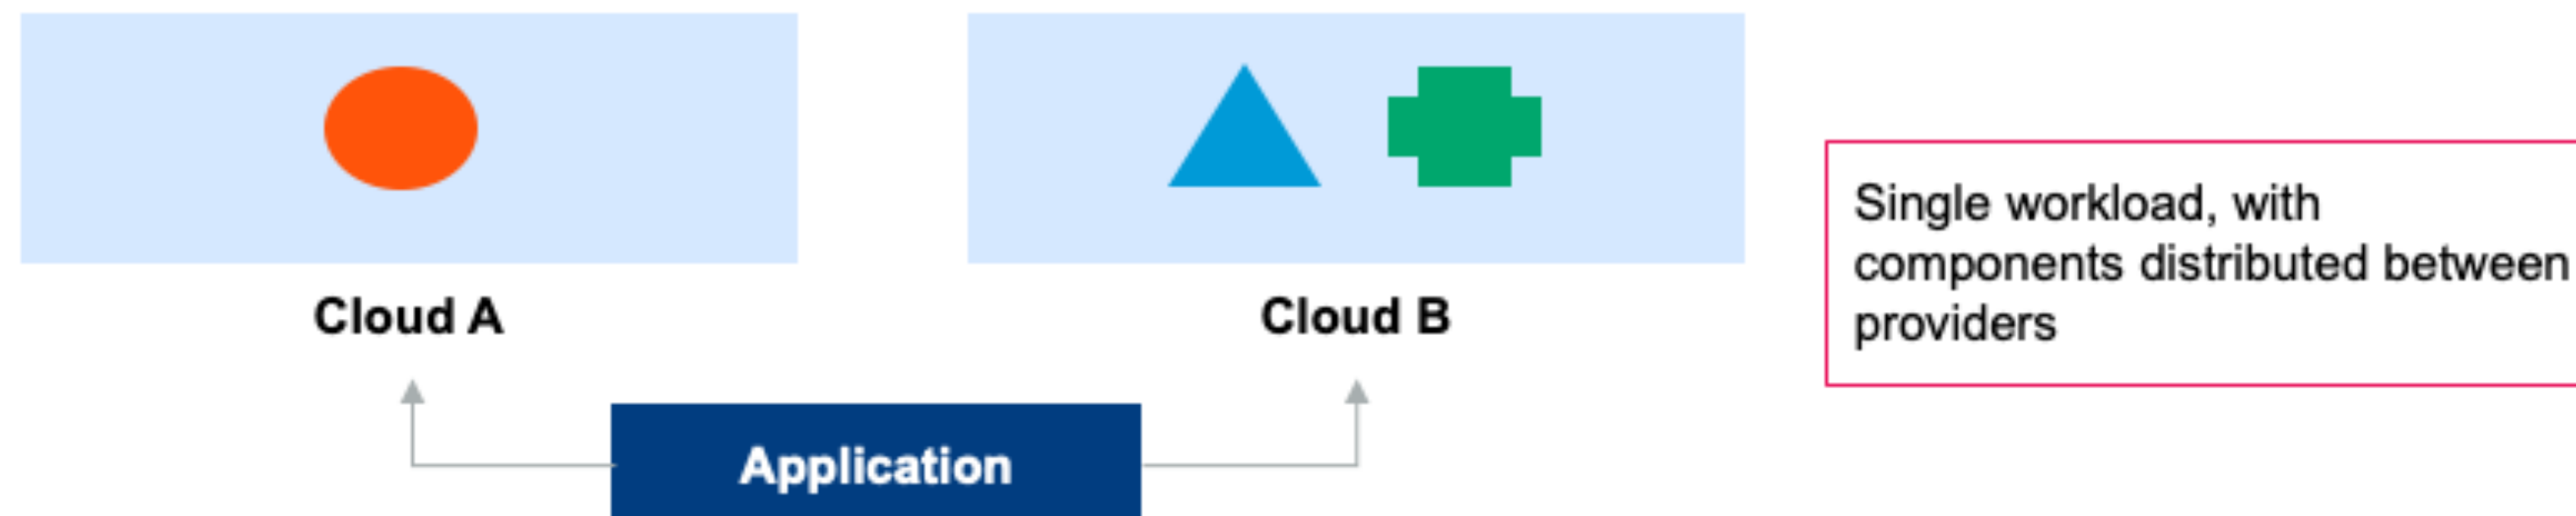 Cloud A
Cloud B
Application
Single workload, with
components distributed between
providers